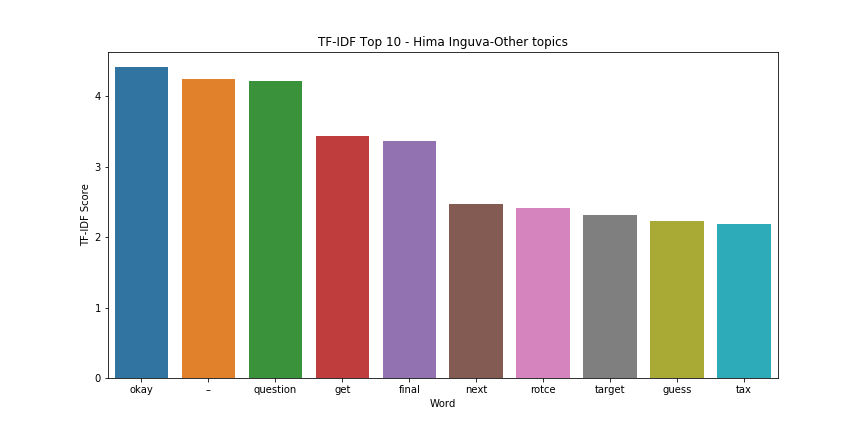 TF-IDF Top 10 - Hima Inguva-Other topics
TF-IDF Score
4
3
2
1
0
okay – question get final next rotce target guess tax
Word